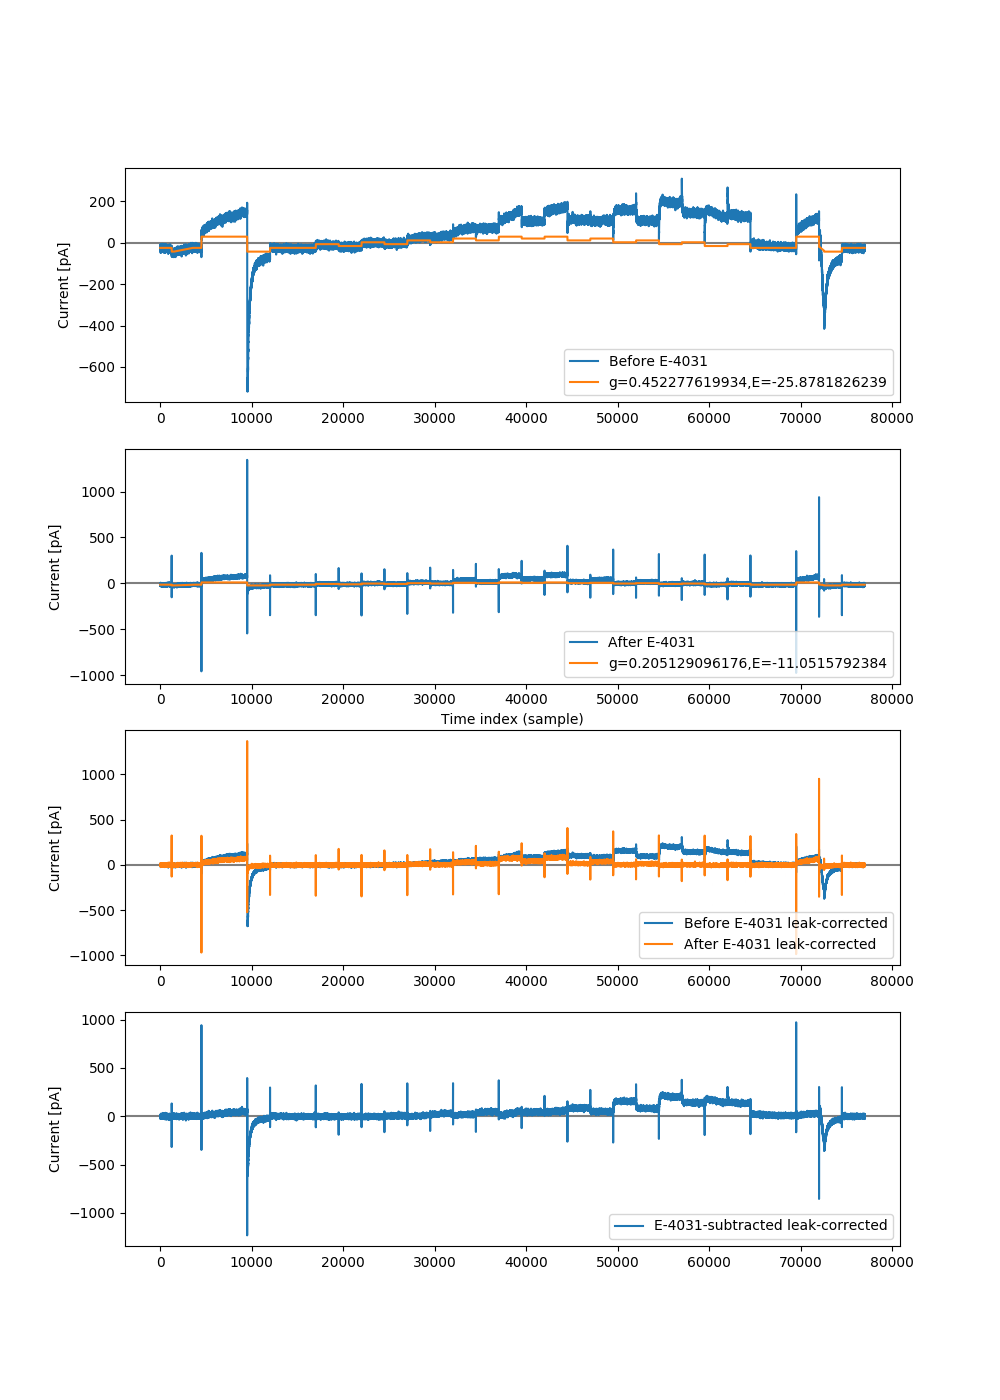 200
0
−200
−400
−600
Current [pA]
Before E-4031
g=0.452277619934,E=-25.8781826239
0 10000 20000 30000 40000 50000 60000 70000 80000
1000
500
0
−500
−1000
Current [pA]
After E-4031
g=0.205129096176,E=-11.0515792384
0 10000 20000 30000 40000 50000 60000 70000 80000
Time index (sample)
1000
500
0
−500
−1000
Current [pA]
Before E-4031 leak-corrected
After E-4031 leak-corrected
0 10000 20000 30000 40000 50000 60000 70000 80000
1000
500
0
−500
−1000
Current [pA]
E-4031-subtracted leak-corrected
0 10000 20000 30000 40000 50000 60000 70000 80000